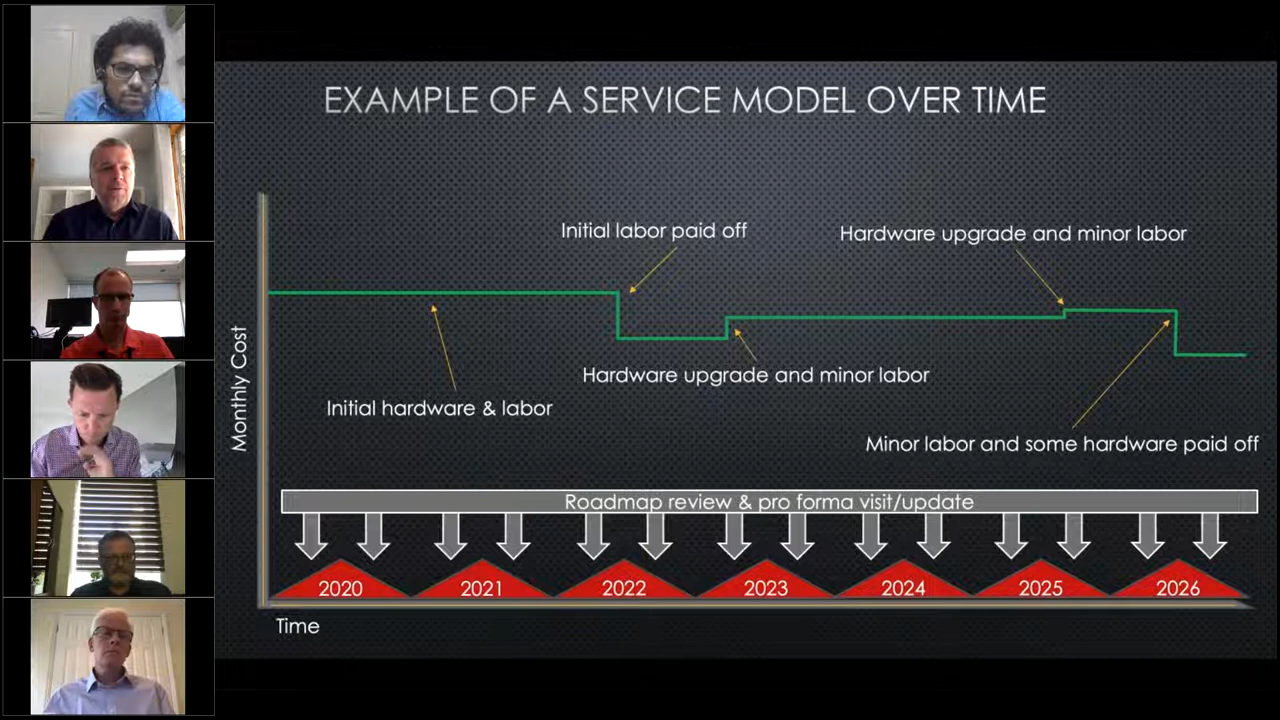 EXAMPLE OF A SERVICE MODEL OVER TIME
Initial labor paid off
Hardware upgrade and minor labor
Hardware upgrade and minor labor
Initial hardware & labor
Minor labor and some hardware paid off
Monthly Cost
Roadmap review & pro forma visit/update
2020
2021
2022
2023
2024
2025
2026
Time